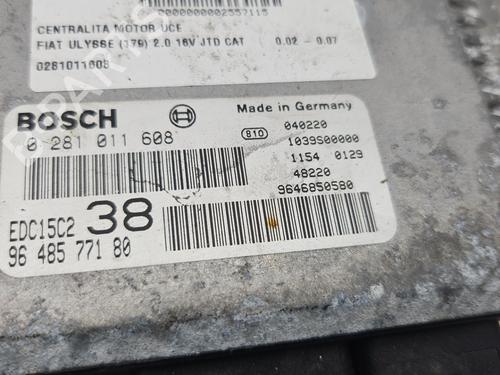 CENTRALITA MOTOR UCE
FIAT ULYSSE (179) 2.0 16V JTD CAT 0.02 - 0.07
0281011608
BOSCH
Made in Germany
0 281 011 608
810
040220
1039S00000
1154 0129
48220
9646850580
EDC15C2
38
96 485 771 80